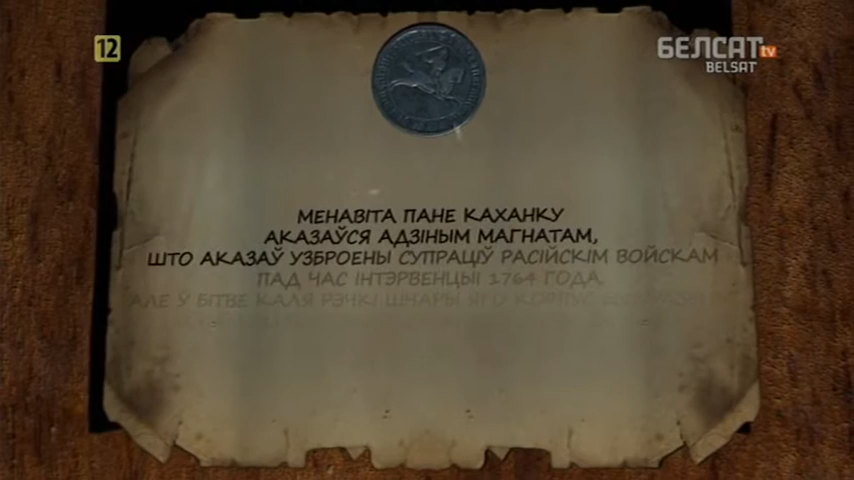 12
БЕЛСАТ tv
BELSAT
МЕНАВІТА ПАНЕ КАХАНКУ
АКАЗАЎСЯ АДЗІНЫМ МАГНАТАМ,
ШТО АКАЗАЎ УЗБРОЕНЫ СУПРАЦІЎ РАСІЙСКІМ ВОЙСКАМ
ПАД ЧАС ІНТЭРВЕНЦЫІ 1764 ГОДА.
АЛЕ Ў БІТВЕ КАЛЯ РЭЧКІ ШЧАРЫ КОРПУС